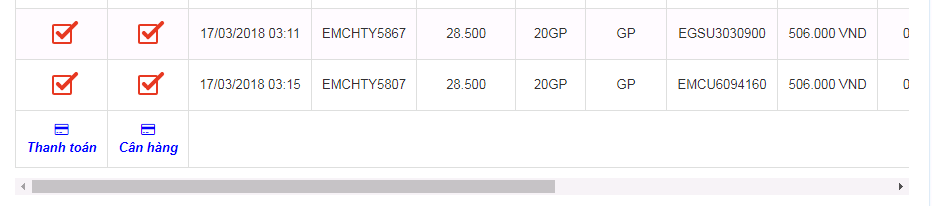 17/03/2018 03:11 EMCHTY5867 28.500 20GP GP EGSU3030900 506.000 VND 0
17/03/2018 03:15 EMCHTY5807 28.500 20GP GP EMCU6094160 506.000 VND 0
Thanh toán Cân hàng